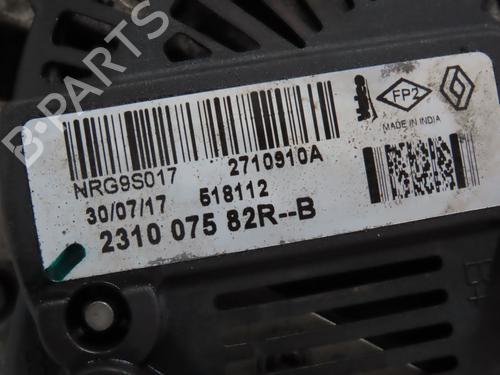 B-PARTS
Valeo
FP2
MADE IN INDIA
NRG9S017
2710910A
30/07/17
518112
2310 075 82R--B